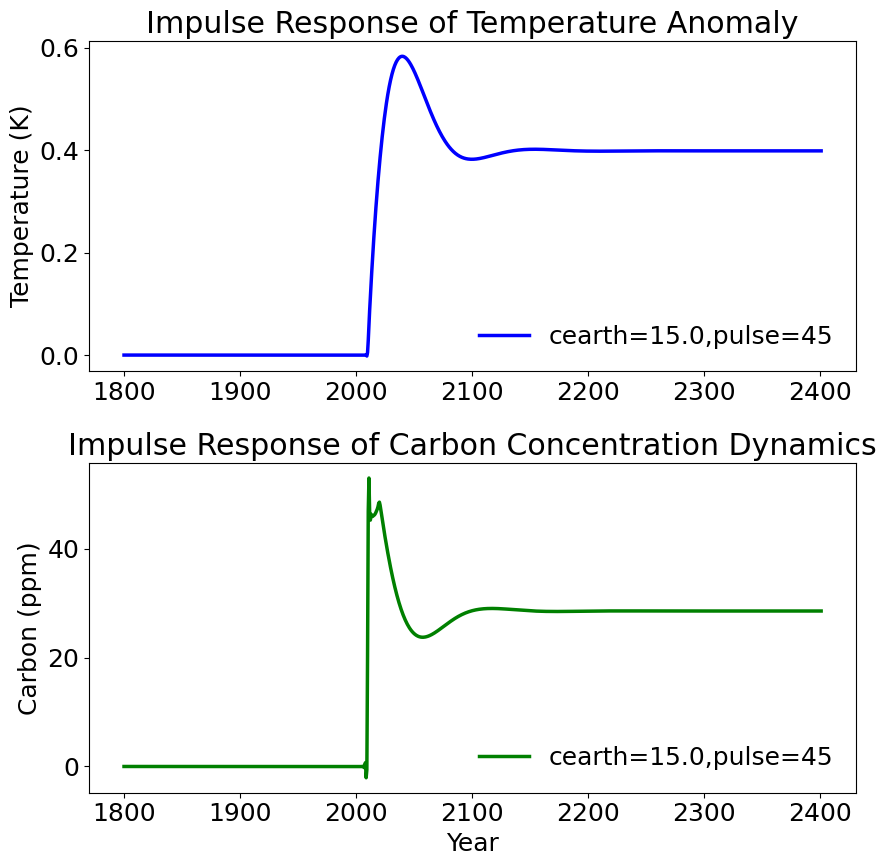 Impulse Response of Temperature Anomaly
Temperature (K)
0.6
0.4
0.2
0.0
cearth=15.0,pulse=45
1800 1900 2000 2100 2200 2300 2400
Impulse Response of Carbon Concentration Dynamics
Carbon (ppm)
40
20
0
cearth=15.0,pulse=45
1800 1900 2000 2100 2200 2300 2400
Year